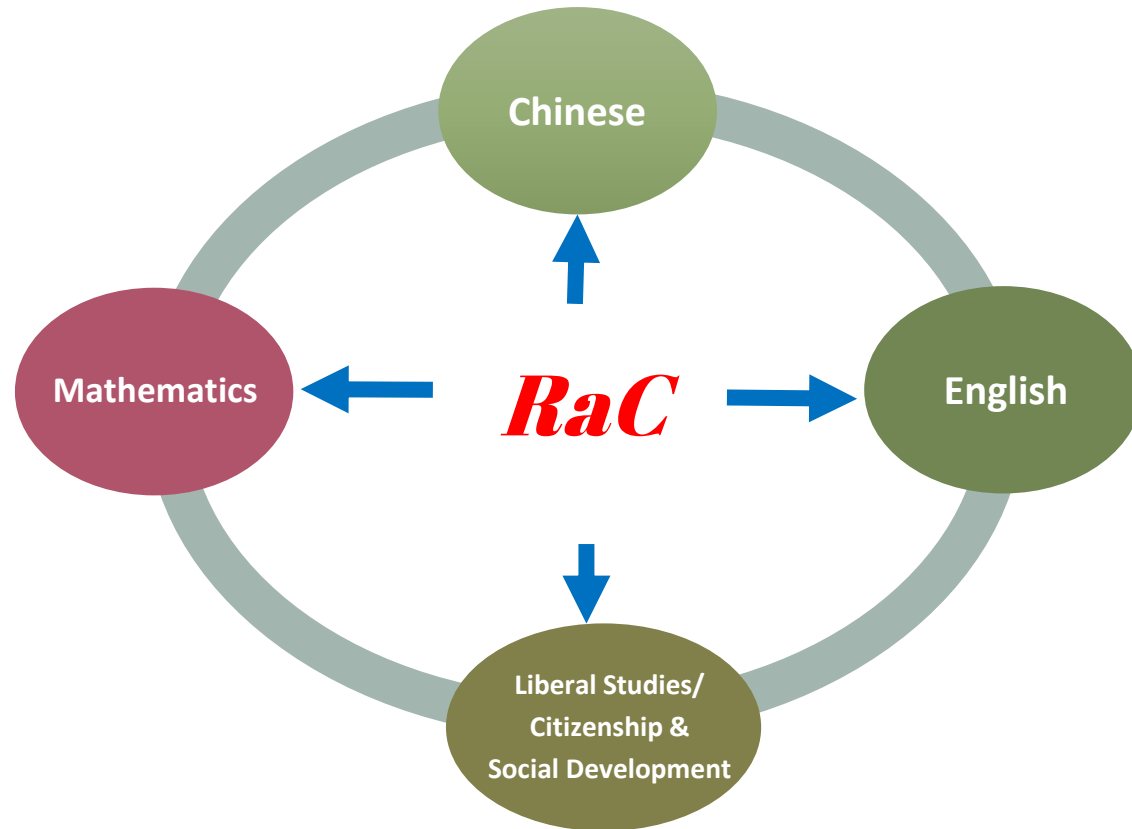 Chinese
Mathematics
RaC
English
Liberal Studies/
Citizenship &
Social Development